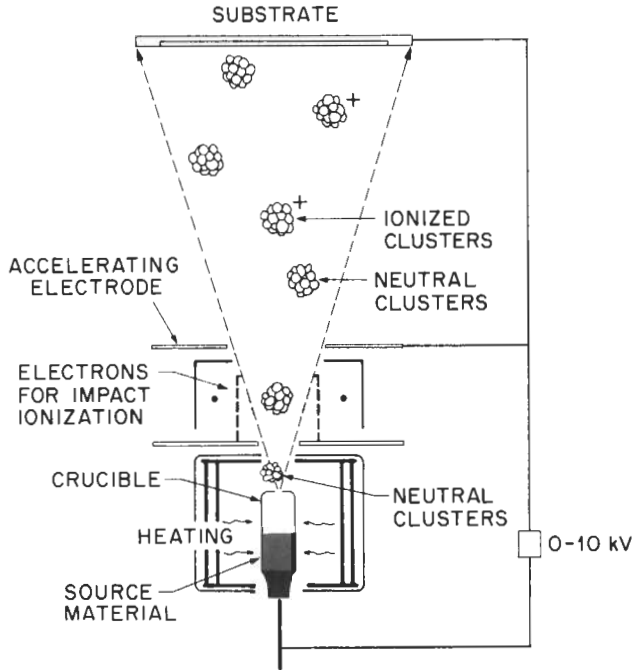 SUBSTRATE
+
+
IONIZED
CLUSTERS
ACCELERATING
ELECTRODE
NEUTRAL
CLUSTERS
ELECTRONS
FOR IMPACT
IONIZATION
CRUCIBLE
NEUTRAL
CLUSTERS
HEATING
0-10 kV
SOURCE
MATERIAL